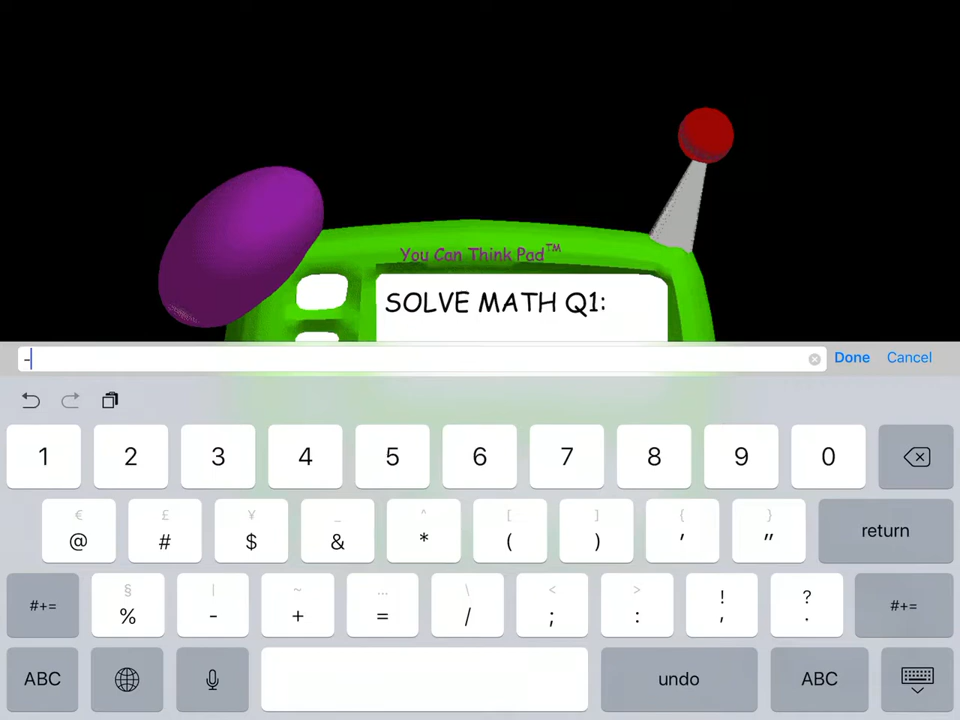 You Can Think Pad™
SOLVE MATH Q1:
- Done Cancel
1 2 3 4 5 6 7 8 9 0
€ £ ¥ _ ^ [ ] { }
@ # $ & * ( ) ' " return
§ | ~ … \ < > ! ?
#+= % - + = / ; : , . #+=
ABC undo ABC